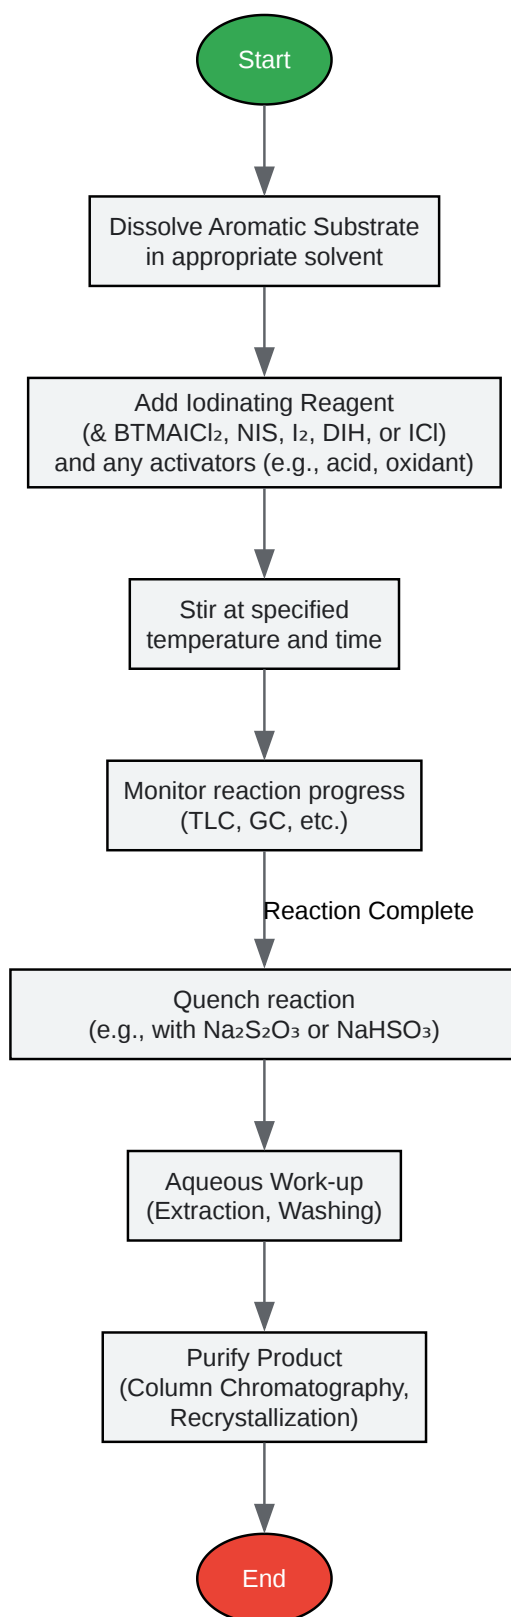 Start
Dissolve Aromatic Substrate
in appropriate solvent
Add Iodinating Reagent
(& BTMAICl₂, NIS, I₂, DIH, or ICl)
and any activators (e.g., acid, oxidant)
Stir at specified
temperature and time
Monitor reaction progress
(TLC, GC, etc.)
Reaction Complete
Quench reaction
(e.g., with Na₂S₂O₃ or NaHSO₃)
Aqueous Work-up
(Extraction, Washing)
Purify Product
(Column Chromatography,
Recrystallization)
End